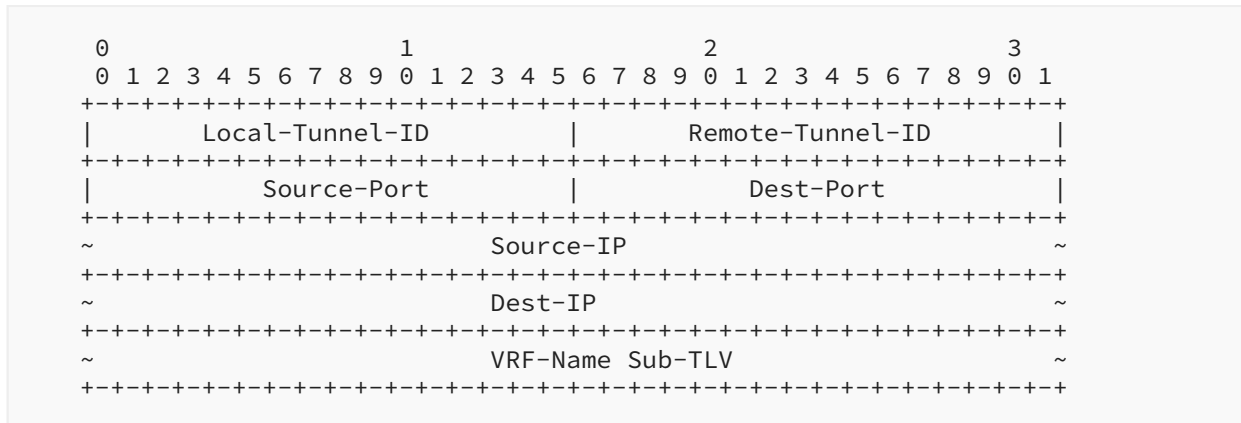 0                   1                   2                   3
 0 1 2 3 4 5 6 7 8 9 0 1 2 3 4 5 6 7 8 9 0 1 2 3 4 5 6 7 8 9 0 1
+-+-+-+-+-+-+-+-+-+-+-+-+-+-+-+-+-+-+-+-+-+-+-+-+-+-+-+-+-+-+-+-+
|       Local-Tunnel-ID         |       Remote-Tunnel-ID        |
+-+-+-+-+-+-+-+-+-+-+-+-+-+-+-+-+-+-+-+-+-+-+-+-+-+-+-+-+-+-+-+-+
|           Source-Port         |           Dest-Port           |
+-+-+-+-+-+-+-+-+-+-+-+-+-+-+-+-+-+-+-+-+-+-+-+-+-+-+-+-+-+-+-+-+
~                          Source-IP                            ~
+-+-+-+-+-+-+-+-+-+-+-+-+-+-+-+-+-+-+-+-+-+-+-+-+-+-+-+-+-+-+-+-+
~                          Dest-IP                              ~
+-+-+-+-+-+-+-+-+-+-+-+-+-+-+-+-+-+-+-+-+-+-+-+-+-+-+-+-+-+-+-+-+
~                          VRF-Name Sub-TLV                     ~
+-+-+-+-+-+-+-+-+-+-+-+-+-+-+-+-+-+-+-+-+-+-+-+-+-+-+-+-+-+-+-+-+